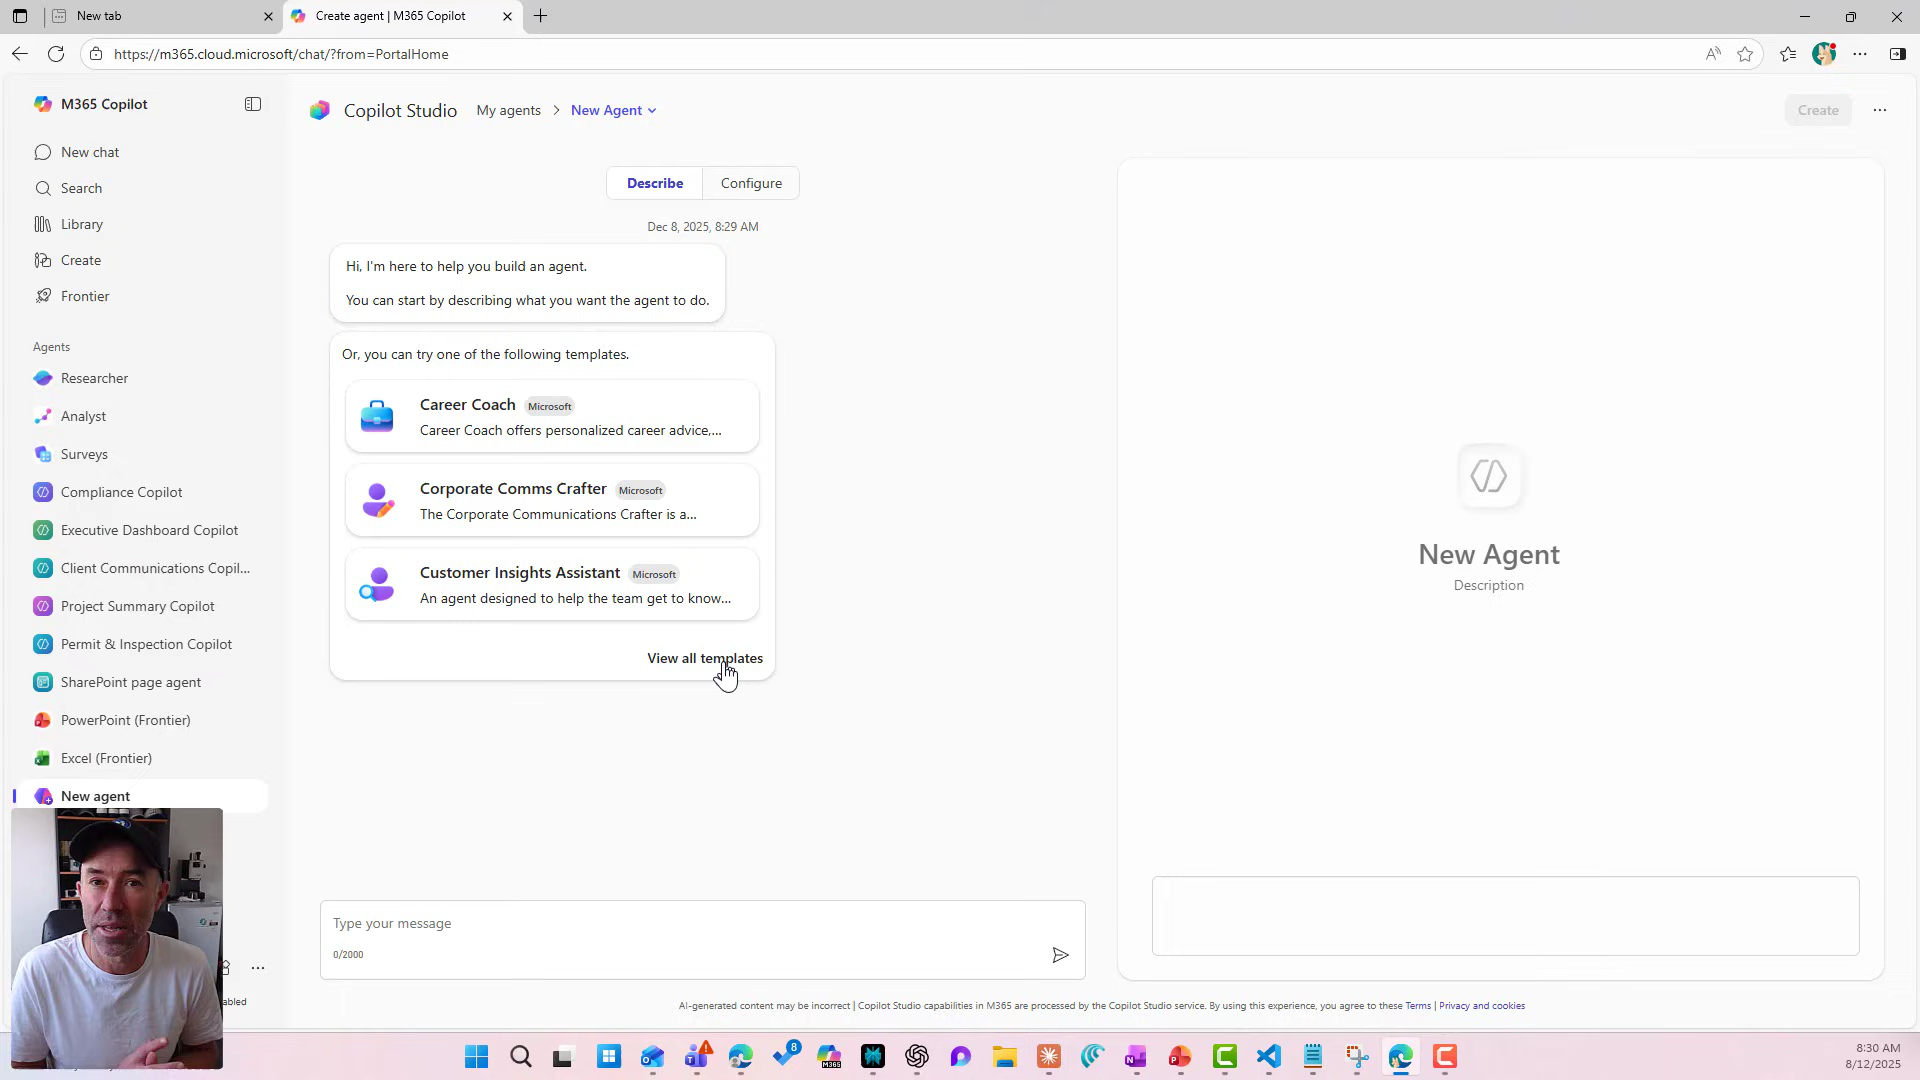 New tab
Create agent | M365 Copilot
https://m365.cloud.microsoft/chat/?from=PortalHome
M365 Copilot
New chat
Search
Library
Create
Frontier
Agents
Researcher
Analyst
Surveys
Compliance Copilot
Executive Dashboard Copilot
Client Communications Copil...
Project Summary Copilot
Permit & Inspection Copilot
SharePoint page agent
PowerPoint (Frontier)
Excel (Frontier)
New agent
abled
Copilot Studio
My agents > New Agent
Create
Describe
Configure
Dec 8, 2025, 8:29 AM
Hi, I'm here to help you build an agent.
You can start by describing what you want the agent to do.
Or, you can try one of the following templates.
Career Coach Microsoft
Career Coach offers personalized career advice,...
Corporate Comms Crafter Microsoft
The Corporate Communications Crafter is a...
Customer Insights Assistant Microsoft
An agent designed to help the team get to know...
View all templates
Type your message
0/2000
New Agent
Description
AI-generated content may be incorrect | Copilot Studio capabilities in M365 are processed by the Copilot Studio service. By using this experience, you agree to these Terms | Privacy and cookies
8
M365
8:30 AM
8/12/2025